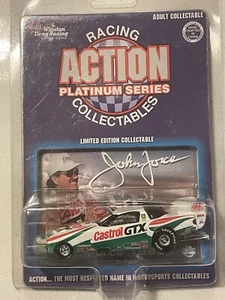 ADULT COLLECTABLE
Winston
Drag Racing
RACING
ACTION
PLATINUM SERIES
COLLECTABLES
LIMITED EDITION COLLECTABLE
John Force
Castrol GTX
ACTION... THE MOST RESPECTED NAME IN MOTORSPORTS COLLECTABLES